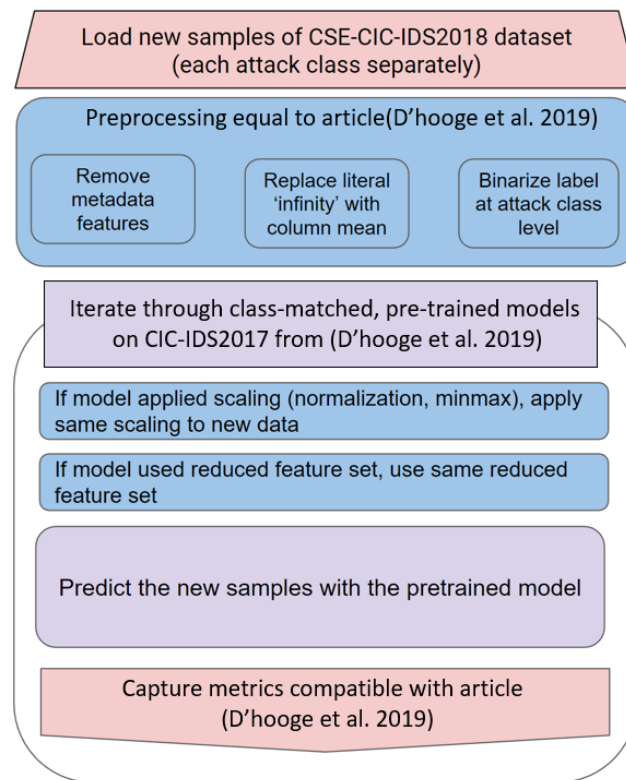 Load new samples of CSE-CIC-IDS2018 dataset
(each attack class separately)
Preprocessing equal to article(D'hooge et al. 2019)
Remove
metadata
features
Replace literal
'infinity' with
column mean
Binarize label
at attack class
level
Iterate through class-matched, pre-trained models
on CIC-IDS2017 from (D'hooge et al. 2019)
If model applied scaling (normalization, minmax), apply
same scaling to new data
If model used reduced feature set, use same reduced
feature set
Predict the new samples with the pretrained model
Capture metrics compatible with article
(D'hooge et al. 2019)